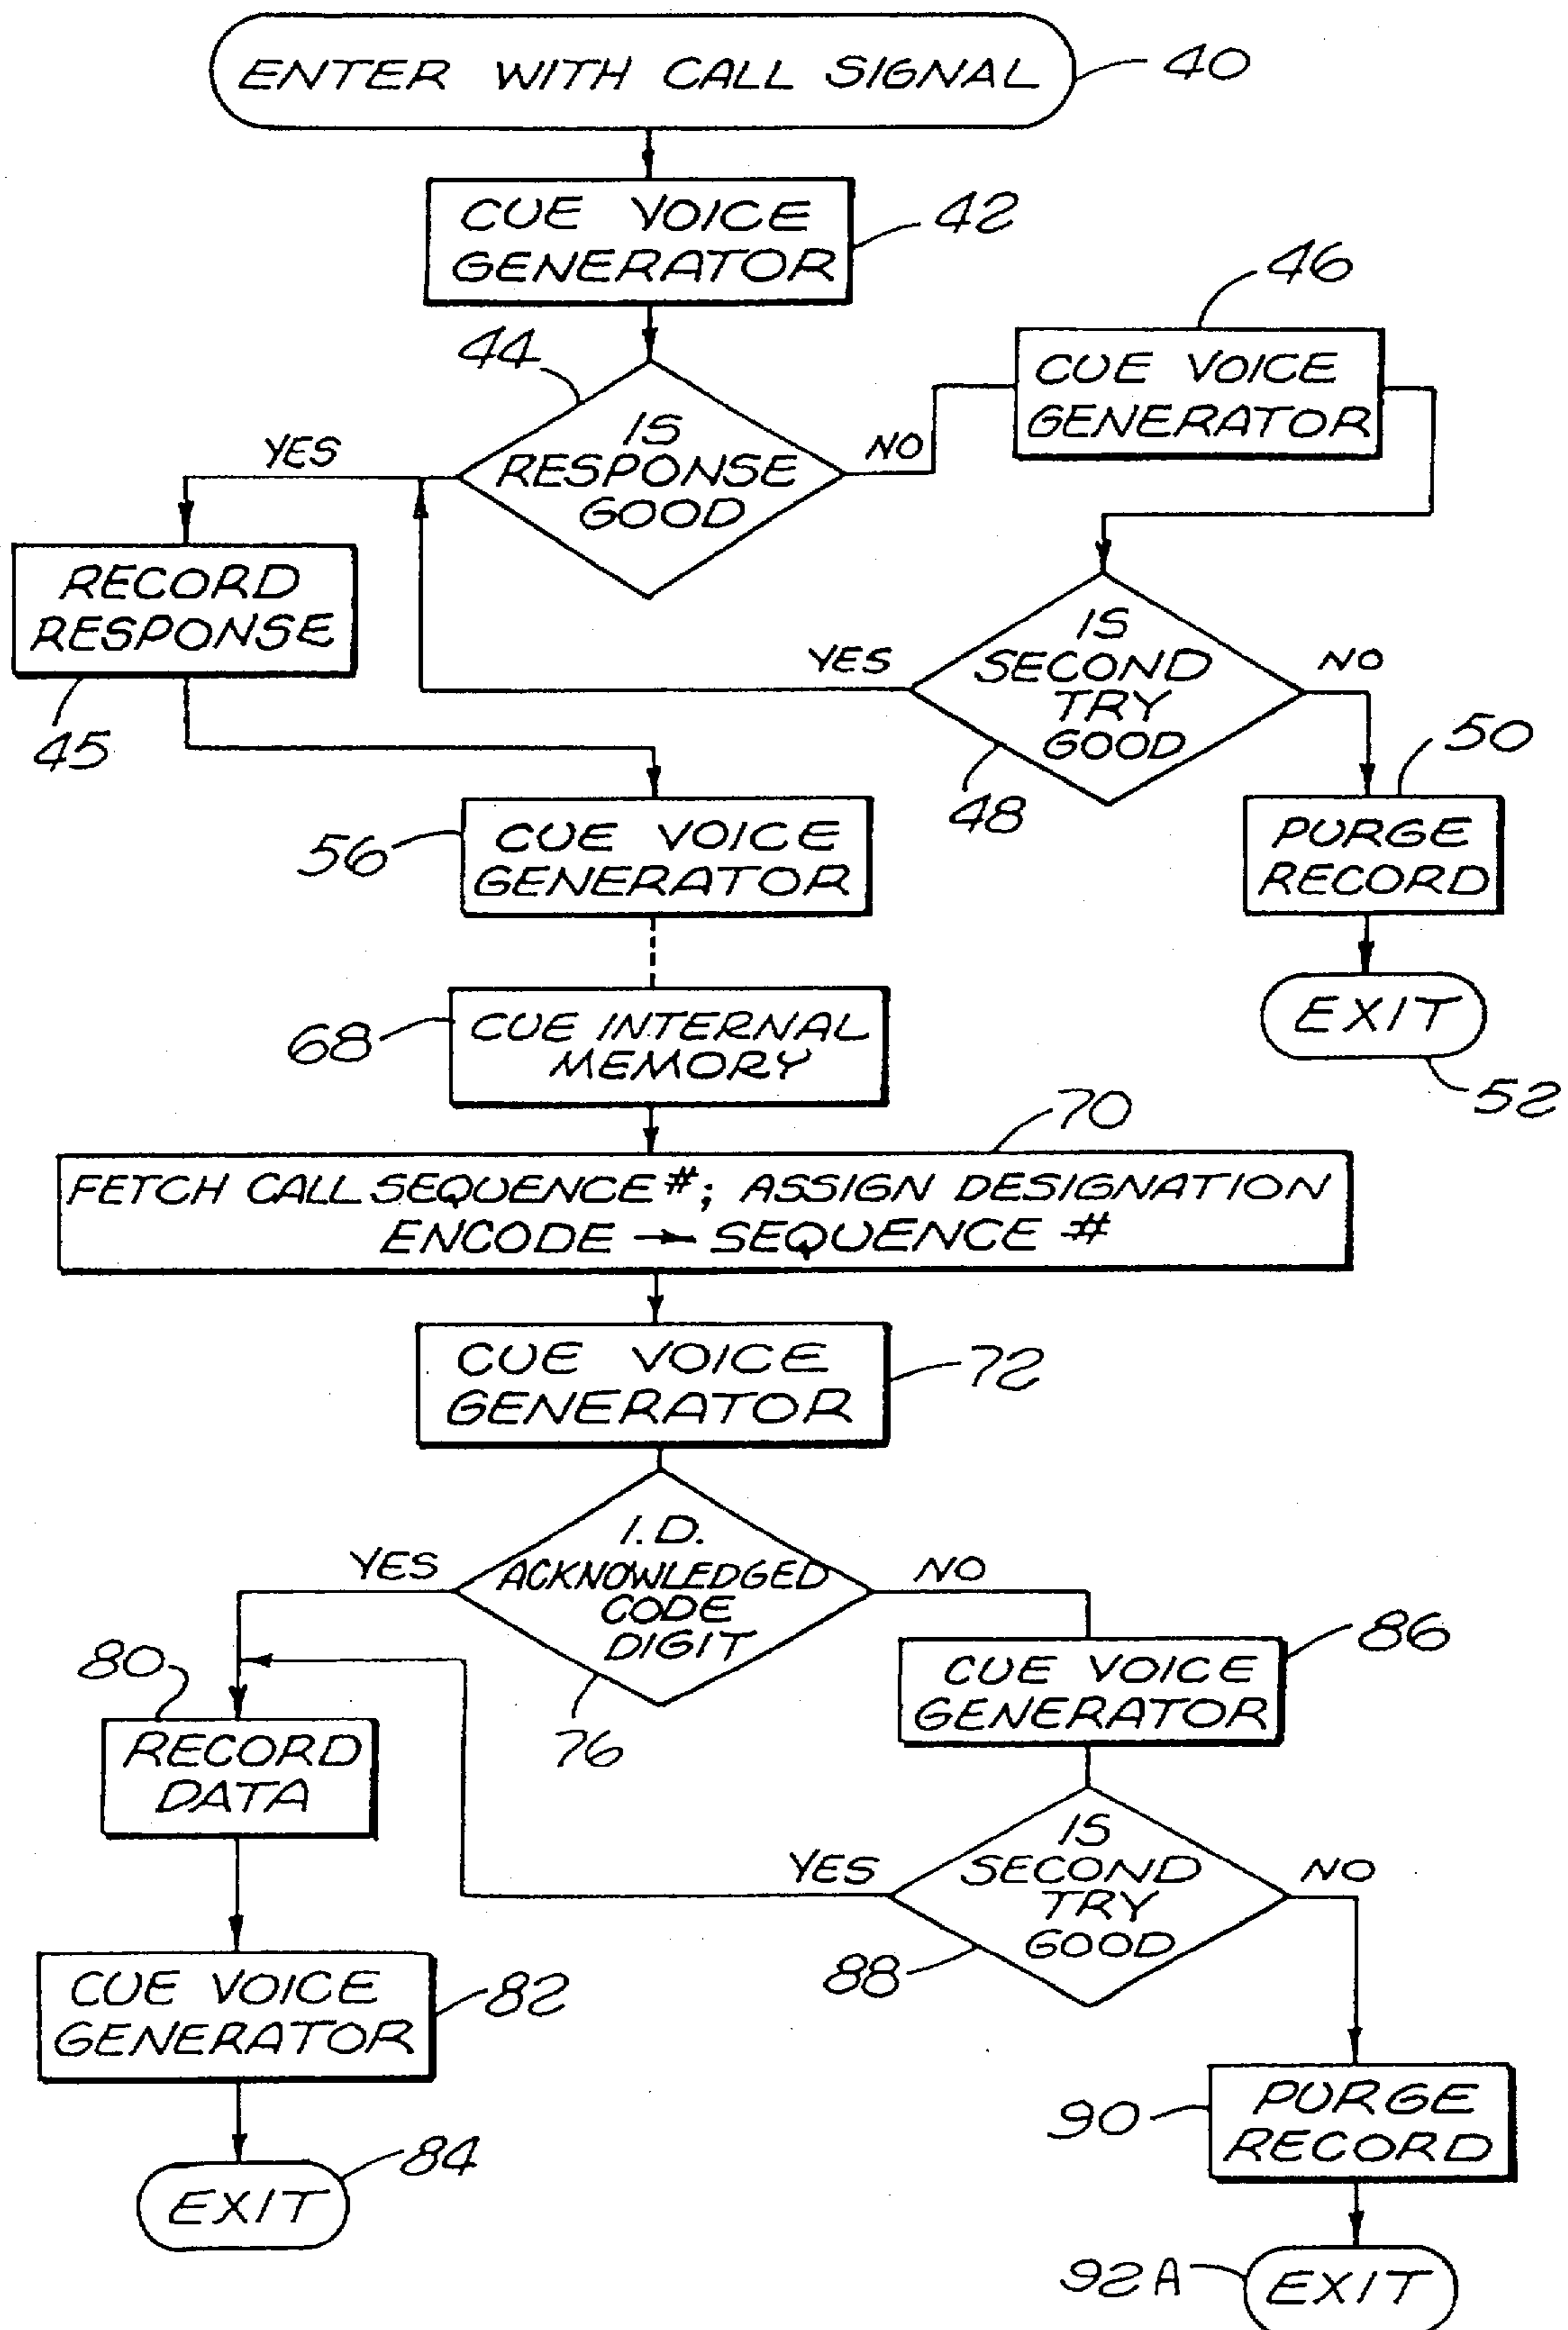 ENTER WITH CALL SIGNAL
40
CUE VOICE
GENERATOR
42
44
IS
RESPONSE
GOOD
YES
NO
46
CUE VOICE
GENERATOR
RECORD
RESPONSE
45
IS
SECOND
TRY
GOOD
YES
NO
48
50
PURGE
RECORD
EXIT
52
56
CUE VOICE
GENERATOR
68
CUE INTERNAL
MEMORY
70
FETCH CALL SEQUENCE #; ASSIGN DESIGNATION
ENCODE → SEQUENCE #
CUE VOICE
GENERATOR
72
I.D.
ACKNOWLEDGED
CODE
DIGIT
YES
NO
76
86
CUE VOICE
GENERATOR
80
RECORD
DATA
IS
SECOND
TRY
GOOD
YES
NO
88
CUE VOICE
GENERATOR
82
EXIT
84
90
PURGE
RECORD
92A
EXIT